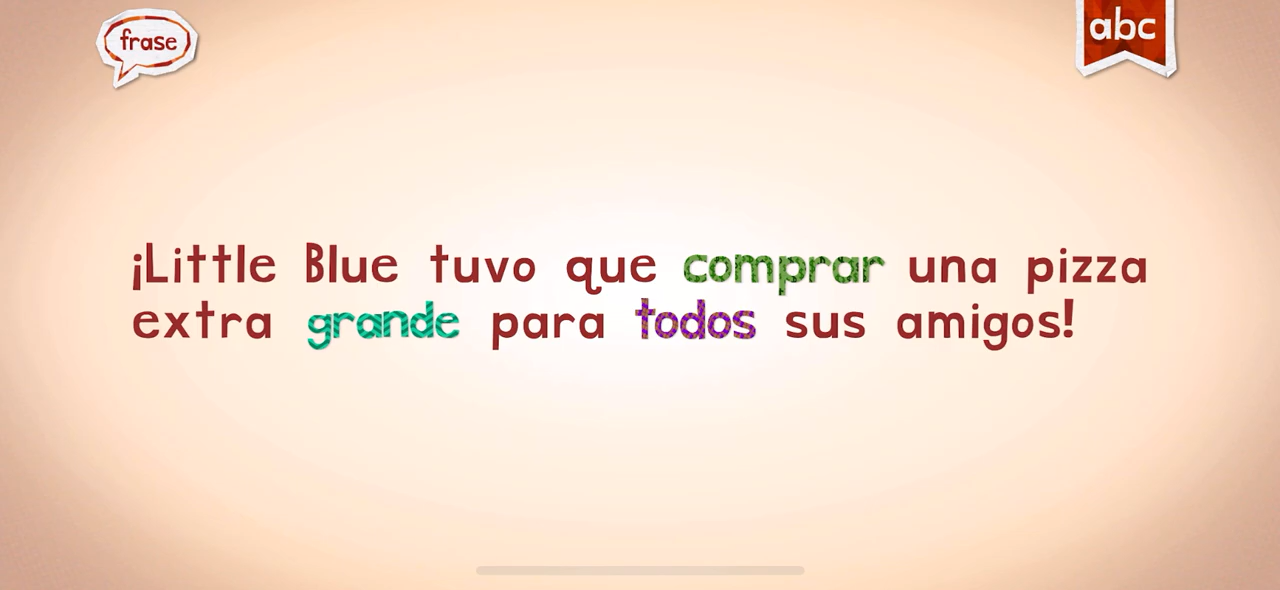 frase
abc
¡Little Blue tuvo que comprar una pizza
extra grande para todos sus amigos!